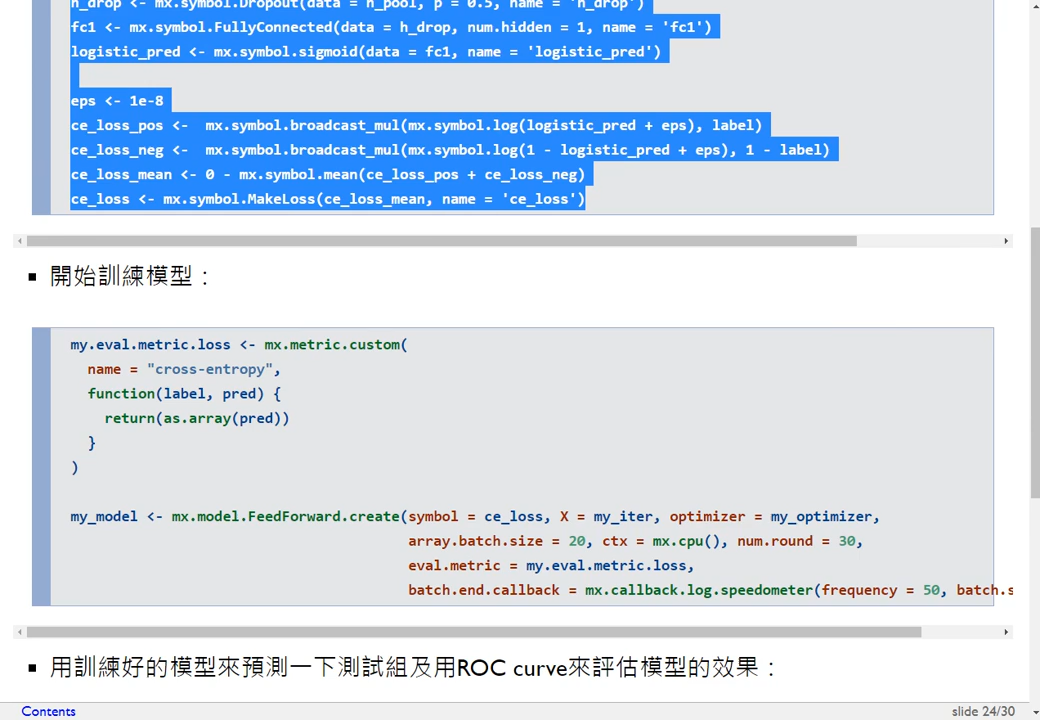 h_drop <- mx.symbol.Dropout(data = h_pool, p = 0.5, name = 'h_drop')
fc1 <- mx.symbol.FullyConnected(data = h_drop, num.hidden = 1, name = 'fc1')
logistic_pred <- mx.symbol.sigmoid(data = fc1, name = 'logistic_pred')
eps <- 1e-8
ce_loss_pos <-  mx.symbol.broadcast_mul(mx.symbol.log(logistic_pred + eps), label)
ce_loss_neg <-  mx.symbol.broadcast_mul(mx.symbol.log(1 - logistic_pred + eps), 1 - label)
ce_loss_mean <- 0 - mx.symbol.mean(ce_loss_pos + ce_loss_neg)
ce_loss <- mx.symbol.MakeLoss(ce_loss_mean, name = 'ce_loss')
▪ 開始訓練模型：
my.eval.metric.loss <- mx.metric.custom(
  name = "cross-entropy",
  function(label, pred) {
    return(as.array(pred))
  }
)
my_model <- mx.model.FeedForward.create(symbol = ce_loss, X = my_iter, optimizer = my_optimizer,
                                        array.batch.size = 20, ctx = mx.cpu(), num.round = 30,
                                        eval.metric = my.eval.metric.loss,
                                        batch.end.callback = mx.callback.log.speedometer(frequency = 50, batch.s
▪ 用訓練好的模型來預測一下測試組及用ROC curve來評估模型的效果：
Contents
slide 24/30